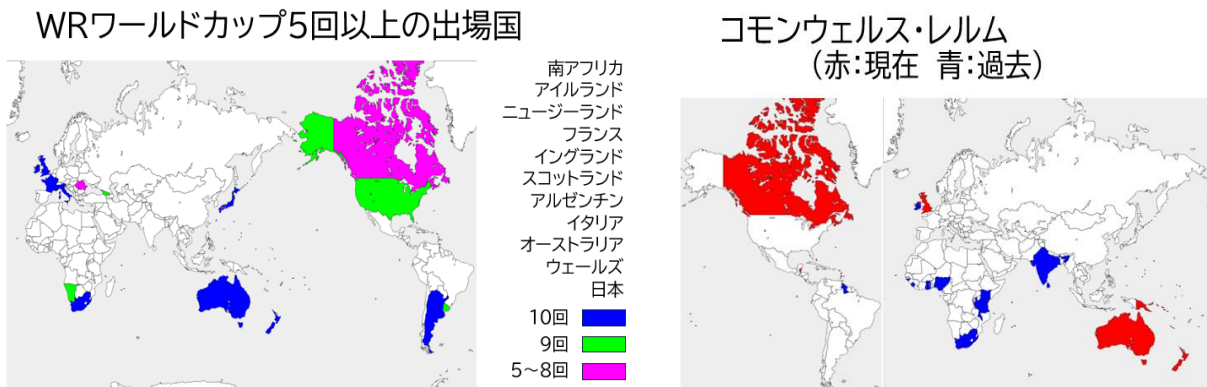 WRワールドカップ5回以上の出場国
南アフリカ
アイルランド
ニュージーランド
フランス
イングランド
スコットランド
アルゼンチン
イタリア
オーストラリア
ウェールズ
日本
10回
9回
5～8回
コモンウェルス・レルム
(赤:現在 青:過去)